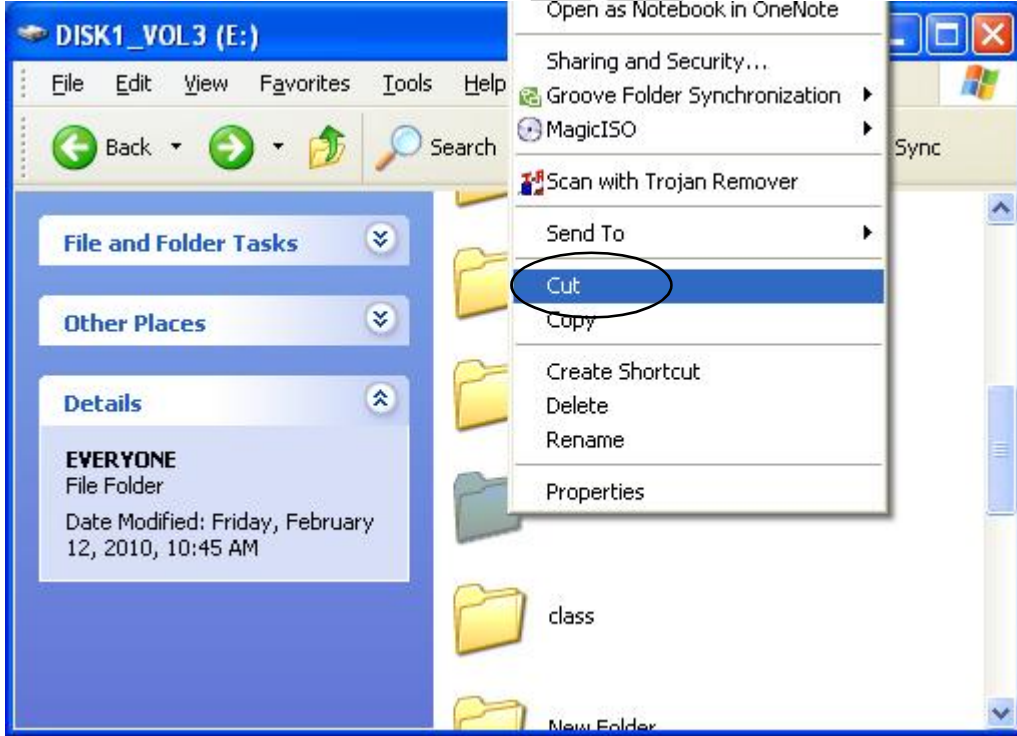 DISK1_VOL3 (E:)
File Edit View Favorites Tools Help
Back Search Sync
File and Folder Tasks
Other Places
Details
EVERYONE
File Folder
Date Modified: Friday, February
12, 2010, 10:45 AM
Open as Notebook in OneNote
Sharing and Security...
Groove Folder Synchronization
MagicISO
Scan with Trojan Remover
Send To
Cut
Copy
Create Shortcut
Delete
Rename
Properties
class
New Folder